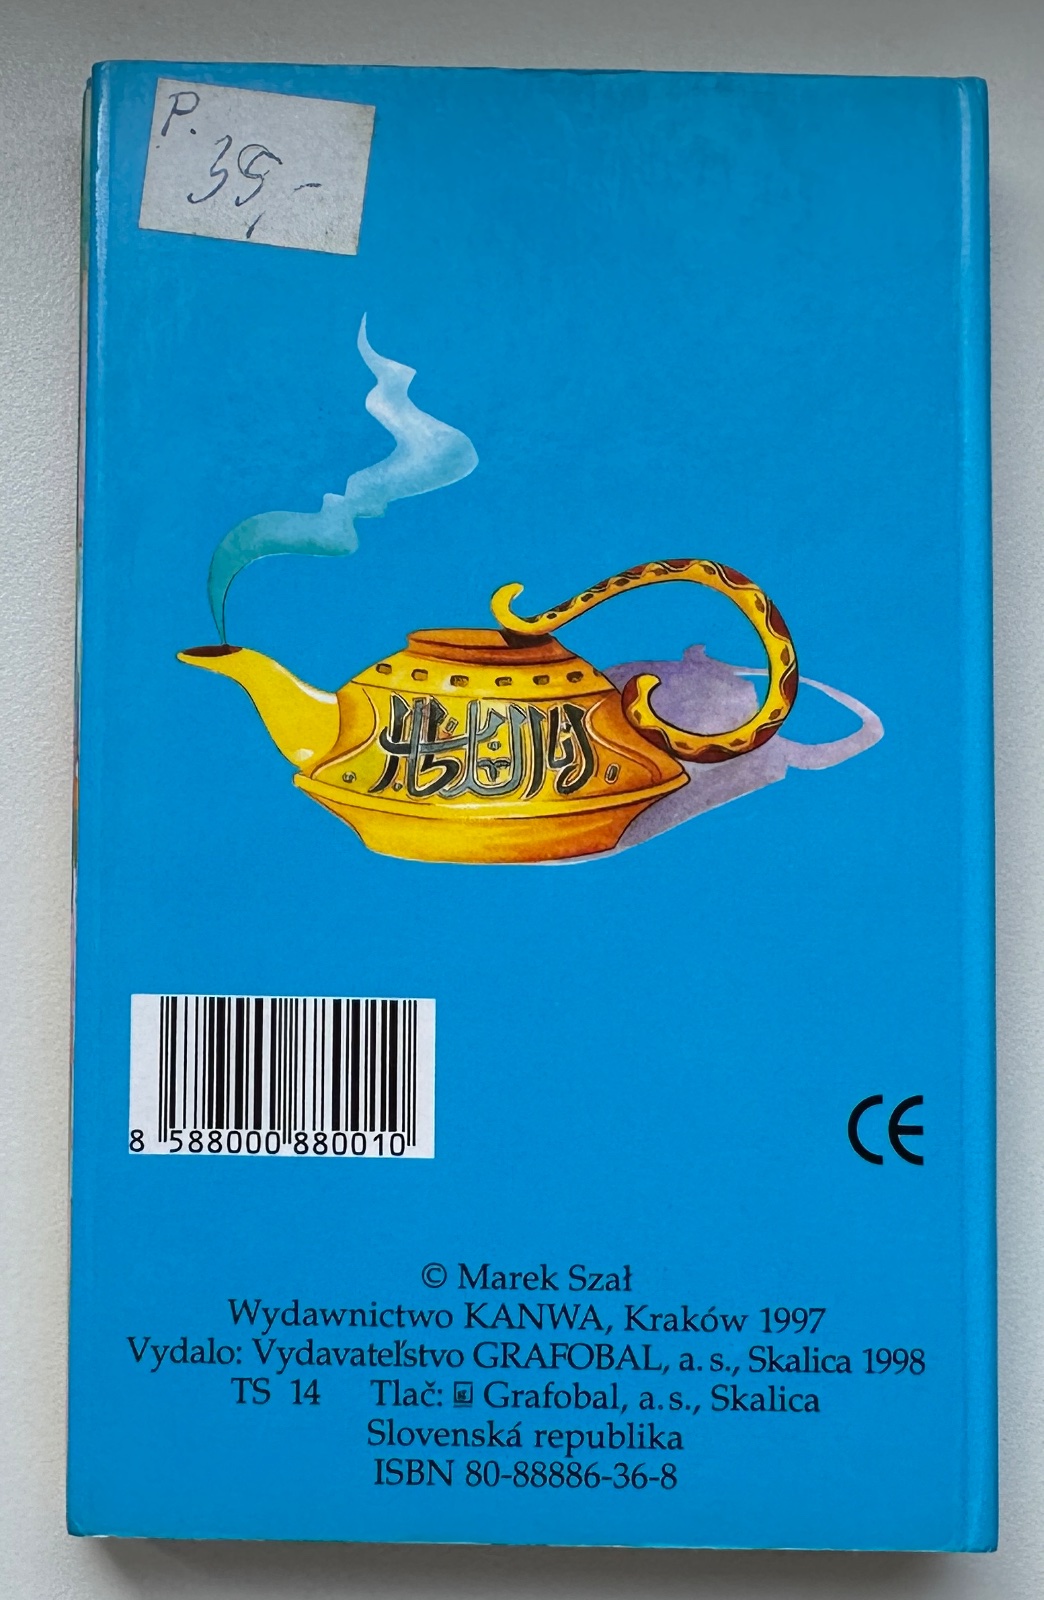 P.
39,-
8 588000 880010
CE
© Marek Szał
Wydawnictwo KANWA, Kraków 1997
Vydalo: Vydavateľstvo GRAFOBAL, a. s., Skalica 1998
TS 14 Tlač: Grafobal, a. s., Skalica
Slovenská republika
ISBN 80-88886-36-8